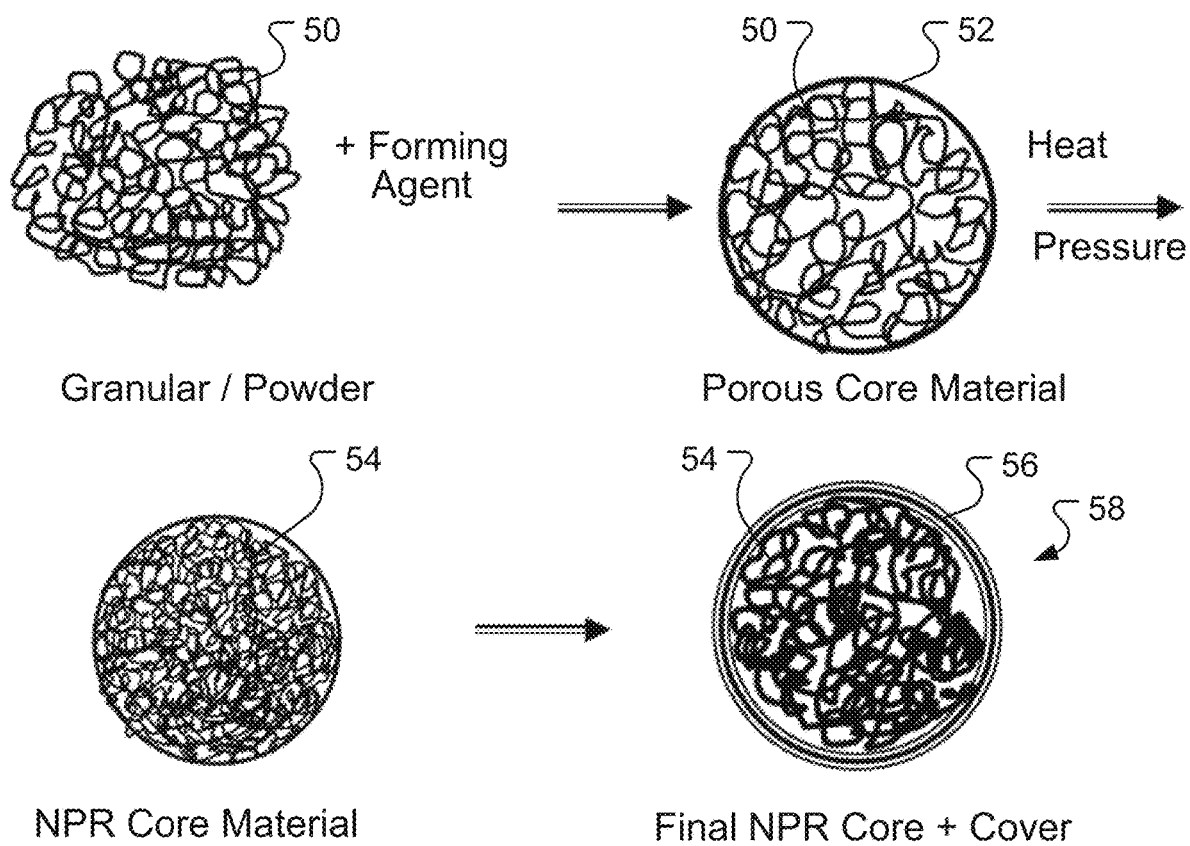 50
+ Forming
Agent
50
52
Heat
Pressure
Granular / Powder
Porous Core Material
54
54
56
58
NPR Core Material
Final NPR Core + Cover